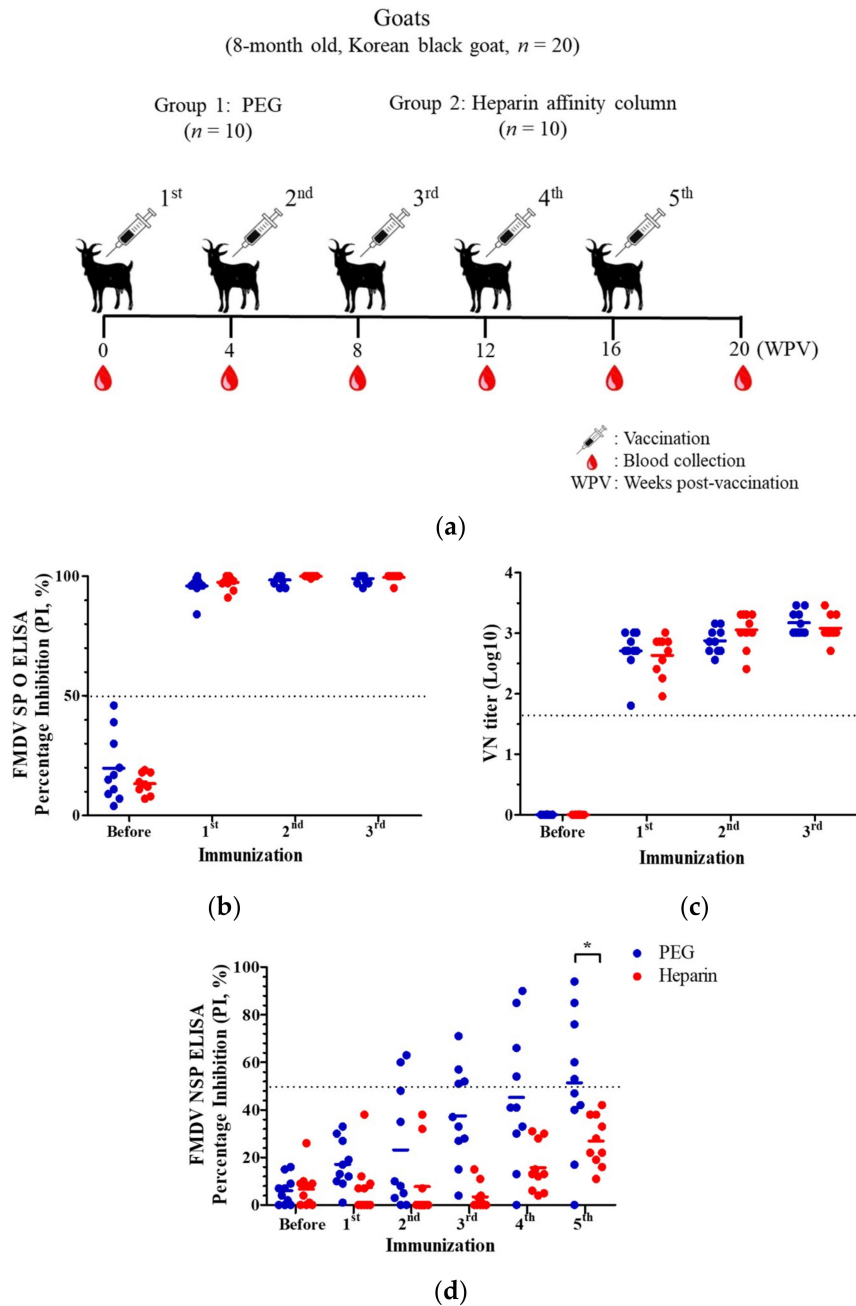 Goats
(8-month old, Korean black goat, n = 20)
Group 1: PEG
(n = 10)
Group 2: Heparin affinity column
(n = 10)
1st 2nd 3rd 4th 5th
0 4 8 12 16 20 (WPV)
: Vaccination
: Blood collection
WPV : Weeks post-vaccination
(a)
FMDV SP O ELISA
Percentage Inhibition (PI, %)
100
50
0
Before 1st 2nd 3rd
Immunization
(b)
VN titer (Log10)
4
3
2
1
0
Before 1st 2nd 3rd
Immunization
(c)
FMDV NSP ELISA
Percentage Inhibition (PI, %)
100
80
60
40
20
0
*
PEG
Heparin
Before 1st 2nd 3rd 4th 5th
Immunization
(d)